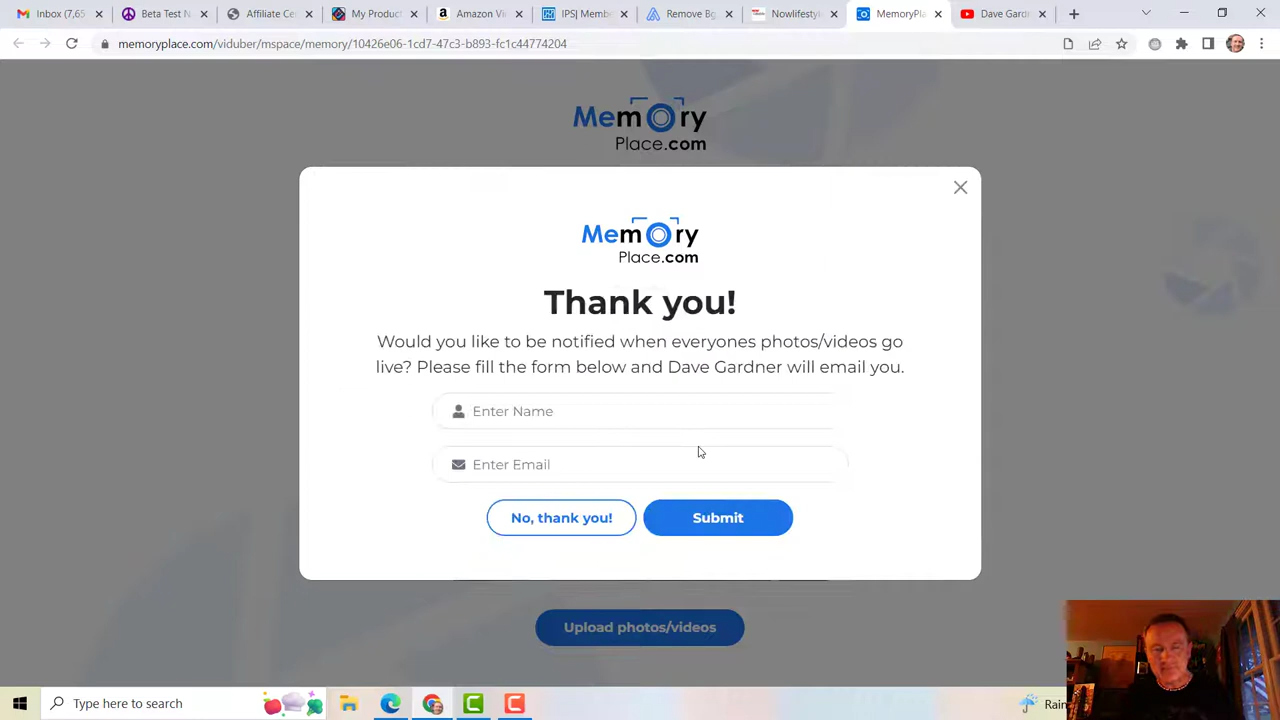 Inbox (7,65
Beta Test N
Affiliate Ce
My Product
Amazon Vi
IPS| Memb
Remove Bg
Nowlifesty
MemoryPla
Dave Gardn
memoryplace.com/viduber/mspace/memory/10426e06-1cd7-47c3-b893-fc1c44774204
Memory
Place.com
Memory
Place.com
Thank you!
Would you like to be notified when everyones photos/videos go
live? Please fill the form below and Dave Gardner will email you.
Enter Name
Enter Email
No, thank you!
Submit
Upload photos/videos
Type here to search
Rain